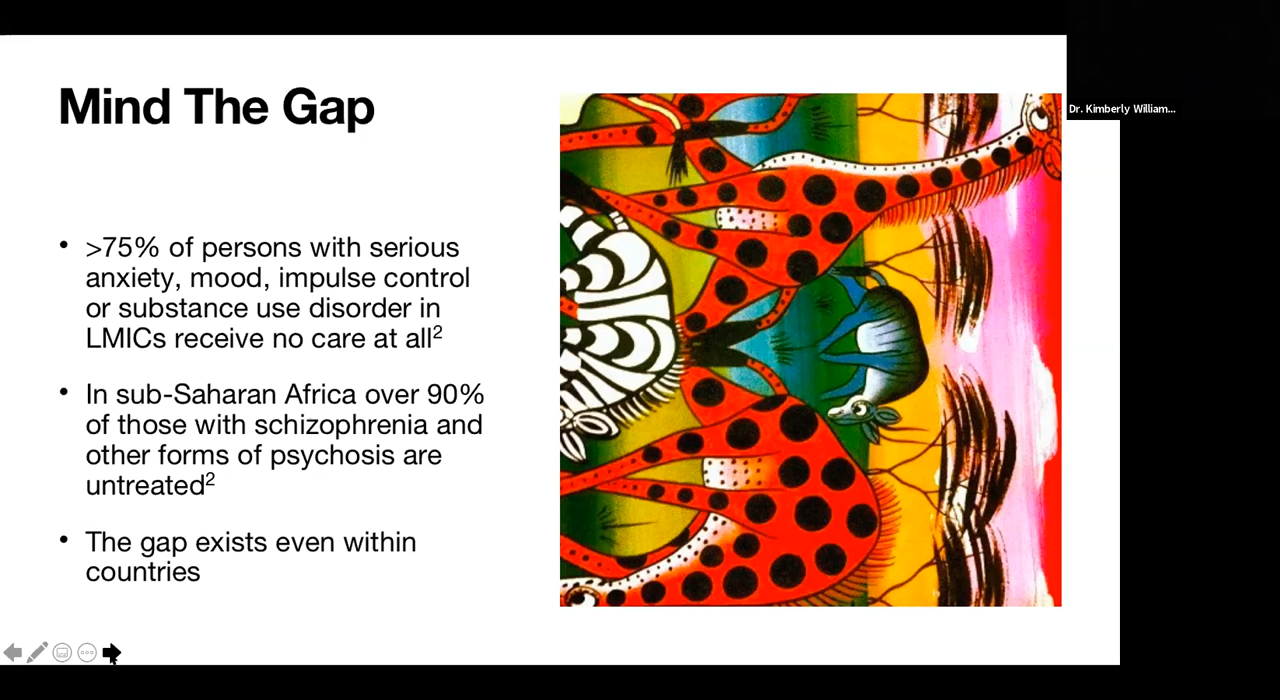 Dr. Kimberly William...
Mind The Gap
• >75% of persons with serious
anxiety, mood, impulse control
or substance use disorder in
LMICs receive no care at all²
• In sub-Saharan Africa over 90%
of those with schizophrenia and
other forms of psychosis are
untreated²
• The gap exists even within
countries